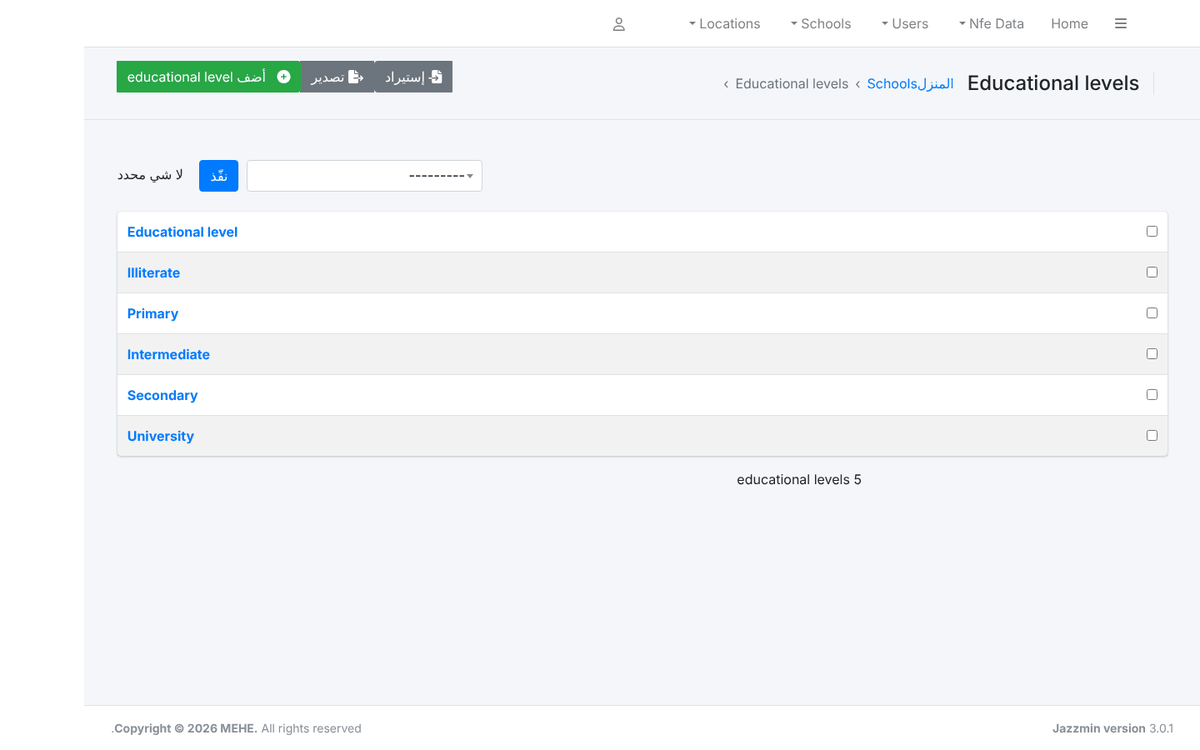 Home Nfe Data Users Schools Locations
Educational levels
المنزل Schools › Educational levels ›
إستيراد
تصدير
أضف educational level
---------
نفّذ
لا شي محدد
Educational level
Illiterate
Primary
Intermediate
Secondary
University
5 educational levels
Jazzmin version 3.0.1
Copyright © 2026 MEHE. All rights reserved.